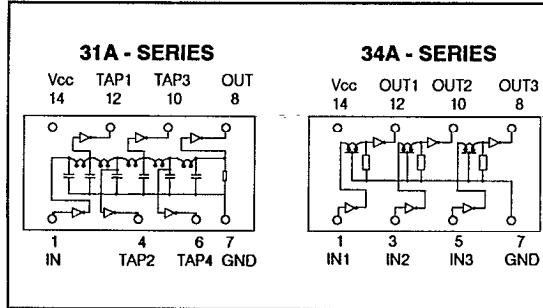 31A - SERIES
Vcc TAP1 TAP3 OUT
14 12 10 8
1 4 6 7
IN TAP2 TAP4 GND
34A - SERIES
Vcc OUT1 OUT2 OUT3
14 12 10 8
1 3 5 7
IN1 IN2 IN3 GND